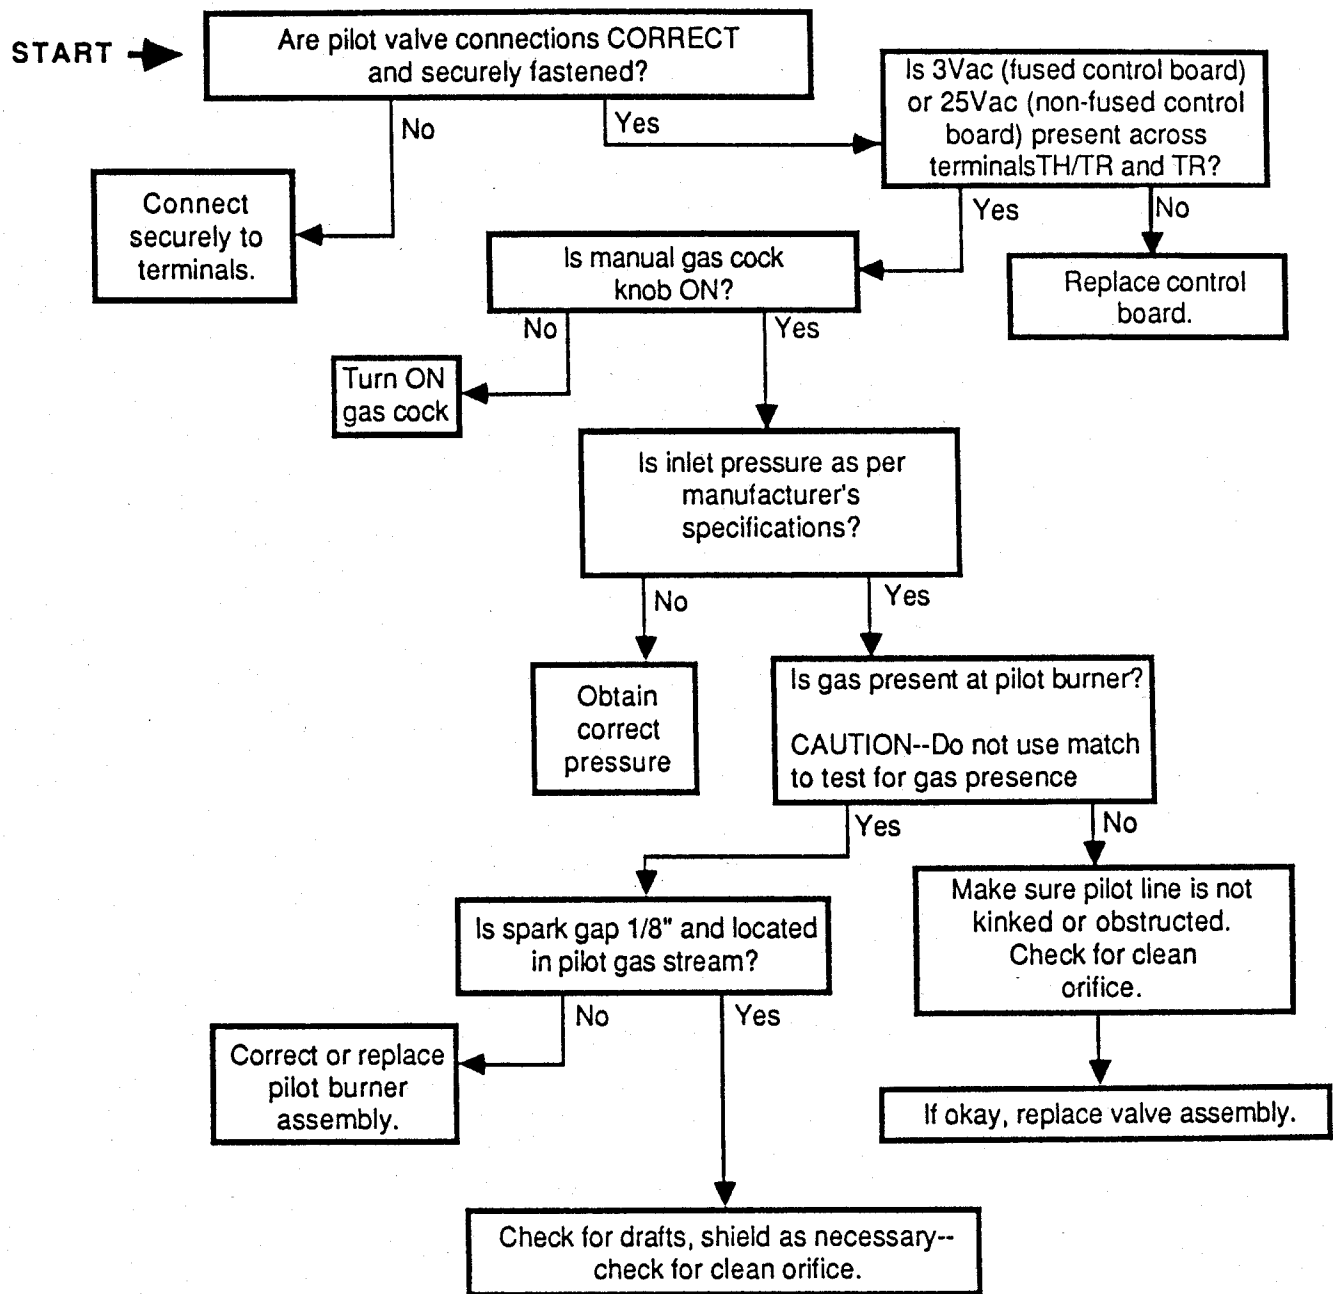 START
Are pilot valve connections CORRECT
and securely fastened?
Is 3Vac (fused control board)
or 25Vac (non-fused control
board) present across
terminalsTH/TR and TR?
No
Yes
Connect
securely to
terminals.
Yes
No
Is manual gas cock
knob ON?
Replace control
board.
No
Yes
Turn ON
gas cock
Is inlet pressure as per
manufacturer's
specifications?
No
Yes
Obtain
correct
pressure
Is gas present at pilot burner?
CAUTION--Do not use match
to test for gas presence
Yes
No
Is spark gap 1/8" and located
in pilot gas stream?
Make sure pilot line is not
kinked or obstructed.
Check for clean
orifice.
No
Yes
Correct or replace
pilot burner
assembly.
If okay, replace valve assembly.
Check for drafts, shield as necessary--
check for clean orifice.